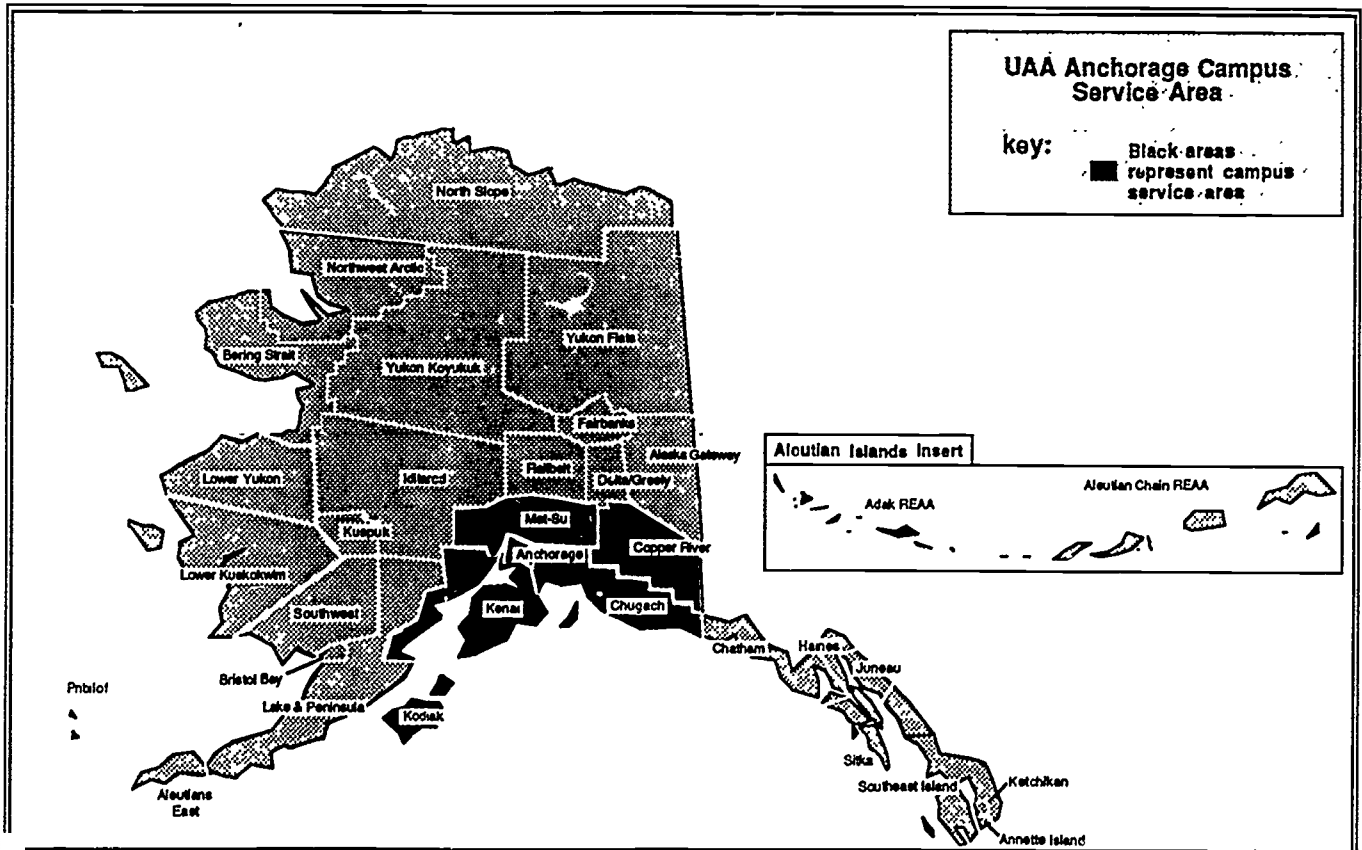 UAA Anchorage Campus
Service Area
key:
Black areas
represent campus
service area
North Slope
Northwest Arctic
Yukon Flats
Bering Strait
Yukon Koyukuk
Fairbanks
Alaska Gateway
Lower Yukon
Iditarod
Railbelt
Delta/Greely
Aleutian Islands Insert
Adak REAA
Aleutian Chain REAA
Mat-Su
Kuspuk
Anchorage
Copper River
Lower Kuskokwim
Southwest
Kenai
Chugach
Chatham
Haines
Juneau
Bristol Bay
Pribilof
Lake & Peninsula
Kodiak
Sitka
Southeast Island
Ketchikan
Aleutians
East
Annette Island